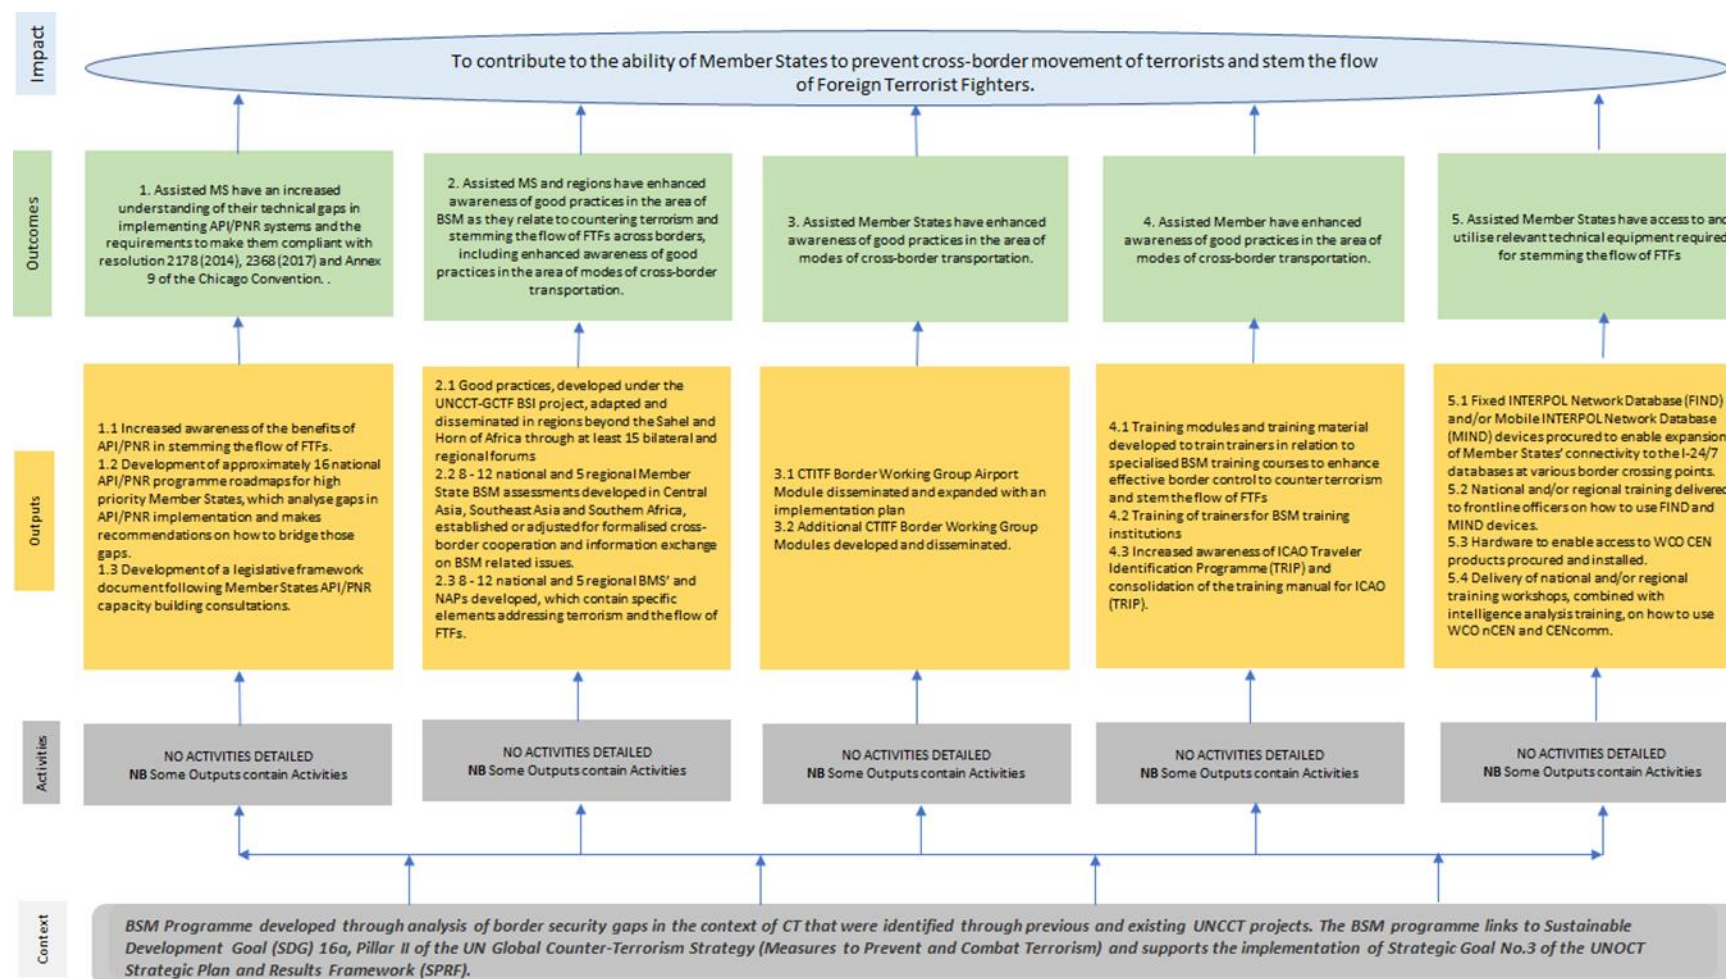 Impact
To contribute to the ability of Member States to prevent cross-border movement of terrorists and stem the flow
of Foreign Terrorist Fighters.
Outcomes
1. Assisted MS have an increased
understanding of their technical gaps in
implementing API/PNR systems and the
requirements to make them compliant with
resolution 2178 (2014), 2368 (2017) and Annex
9 of the Chicago Convention. .
2. Assisted MS and regions have enhanced
awareness of good practices in the area of
BSM as they relate to countering terrorism and
stemming the flow of FTFs across borders,
including enhanced awareness of good
practices in the area of modes of cross-border
transportation.
3. Assisted Member States have enhanced
awareness of good practices in the area of
modes of cross-border transportation.
4. Assisted Member have enhanced
awareness of good practices in the area of
modes of cross-border transportation.
5. Assisted Member States have access to and
utilise relevant technical equipment required
for stemming the flow of FTFs
Outputs
1.1 Increased awareness of the benefits of
API/PNR in stemming the flow of FTFs.
1.2 Development of approximately 16 national
API/PNR programme roadmaps for high
priority Member States, which analyse gaps in
API/PNR implementation and makes
recommendations on how to bridge those
gaps.
1.3 Development of a legislative framework
document following Member States API/PNR
capacity building consultations.
2.1 Good practices, developed under the
UNCCT-GCTF BSI project, adapted and
disseminated in regions beyond the Sahel and
Horn of Africa through at least 15 bilateral and
regional forums
2.2 8 - 12 national and 5 regional Member
State BSM assessments developed in Central
Asia, Southeast Asia and Southern Africa,
established or adjusted for formalised cross-
border cooperation and information exchange
on BSM related issues.
2.3 8 - 12 national and 5 regional BMS' and
NAPs developed, which contain specific
elements addressing terrorism and the flow of
FTFs.
3.1 CTITF Border Working Group Airport
Module disseminated and expanded with an
implementation plan
3.2 Additional CTITF Border Working Group
Modules developed and disseminated.
4.1 Training modules and training material
developed to train trainers in relation to
specialised BSM training courses to enhance
effective border control to counter terrorism
and stem the flow of FTFs
4.2 Training of trainers for BSM training
institutions
4.3 Increased awareness of ICAO Traveler
Identification Programme (TRIP) and
consolidation of the training manual for ICAO
(TRIP).
5.1 Fixed INTERPOL Network Database (FIND)
and/or Mobile INTERPOL Network Database
(MIND) devices procured to enable expansion
of Member States' connectivity to the I-24/7
databases at various border crossing points.
5.2 National and/or regional training delivered
to frontline officers on how to use FIND and
MIND devices.
5.3 Hardware to enable access to WCO CEN
products procured and installed.
5.4 Delivery of national and/or regional
training workshops, combined with
intelligence analysis training, on how to use
WCO nCEN and CENcomm.
Activities
NO ACTIVITIES DETAILED
NB Some Outputs contain Activities
NO ACTIVITIES DETAILED
NB Some Outputs contain Activities
NO ACTIVITIES DETAILED
NB Some Outputs contain Activities
NO ACTIVITIES DETAILED
NB Some Outputs contain Activities
NO ACTIVITIES DETAILED
NB Some Outputs contain Activities
Context
BSM Programme developed through analysis of border security gaps in the context of CT that were identified through previous and existing UNCCT projects. The BSM programme links to Sustainable
Development Goal (SDG) 16a, Pillar II of the UN Global Counter-Terrorism Strategy (Measures to Prevent and Combat Terrorism) and supports the implementation of Strategic Goal No.3 of the UNOCT
Strategic Plan and Results Framework (SPRF).